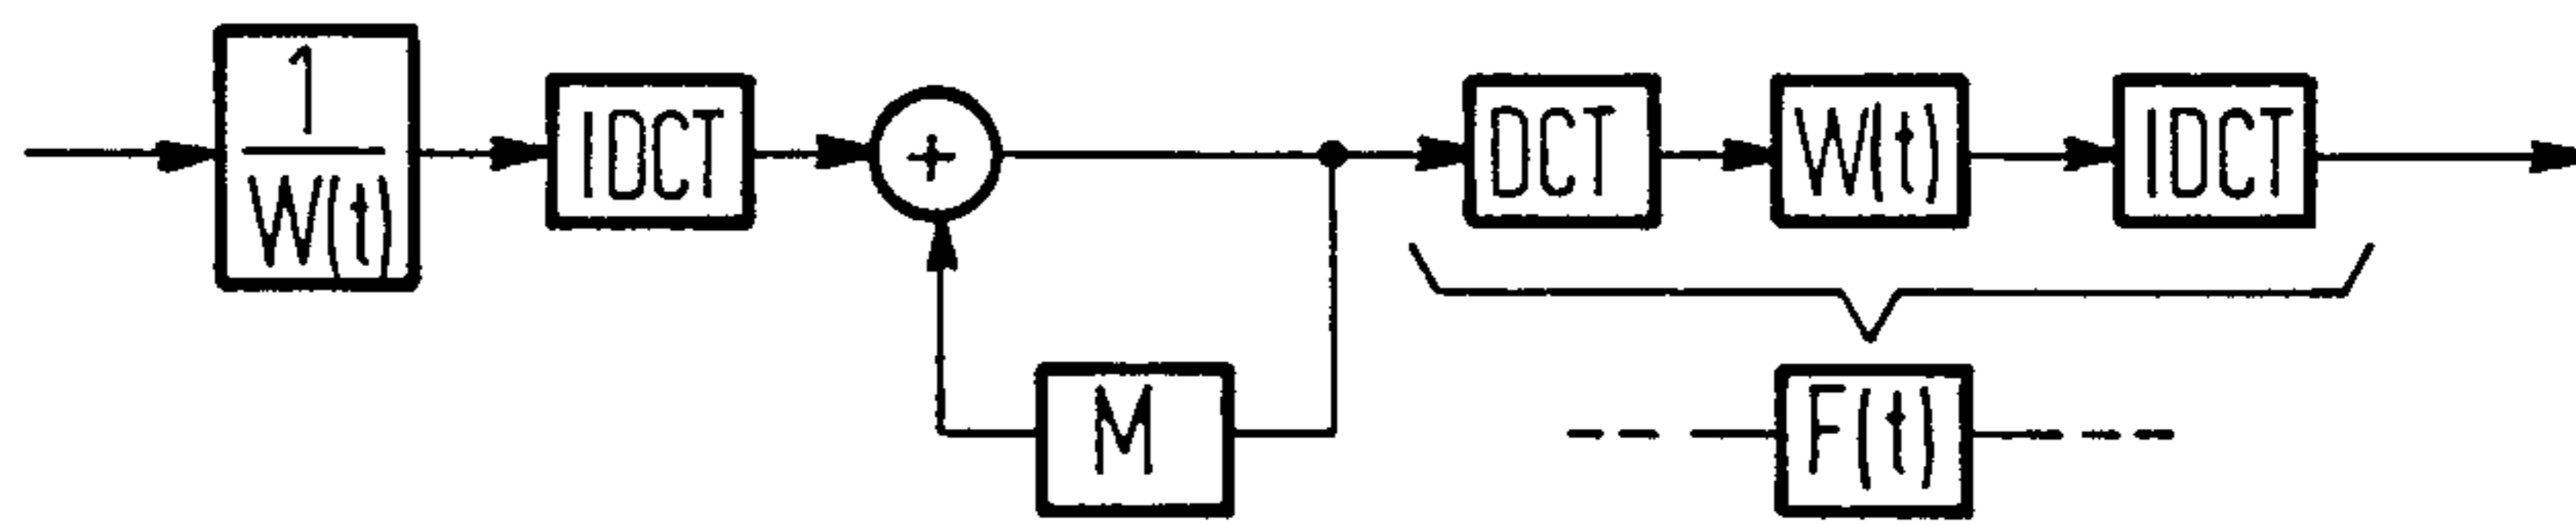 1
W(t)
IDCT
+
DCT
W(t)
IDCT
M
F(t)